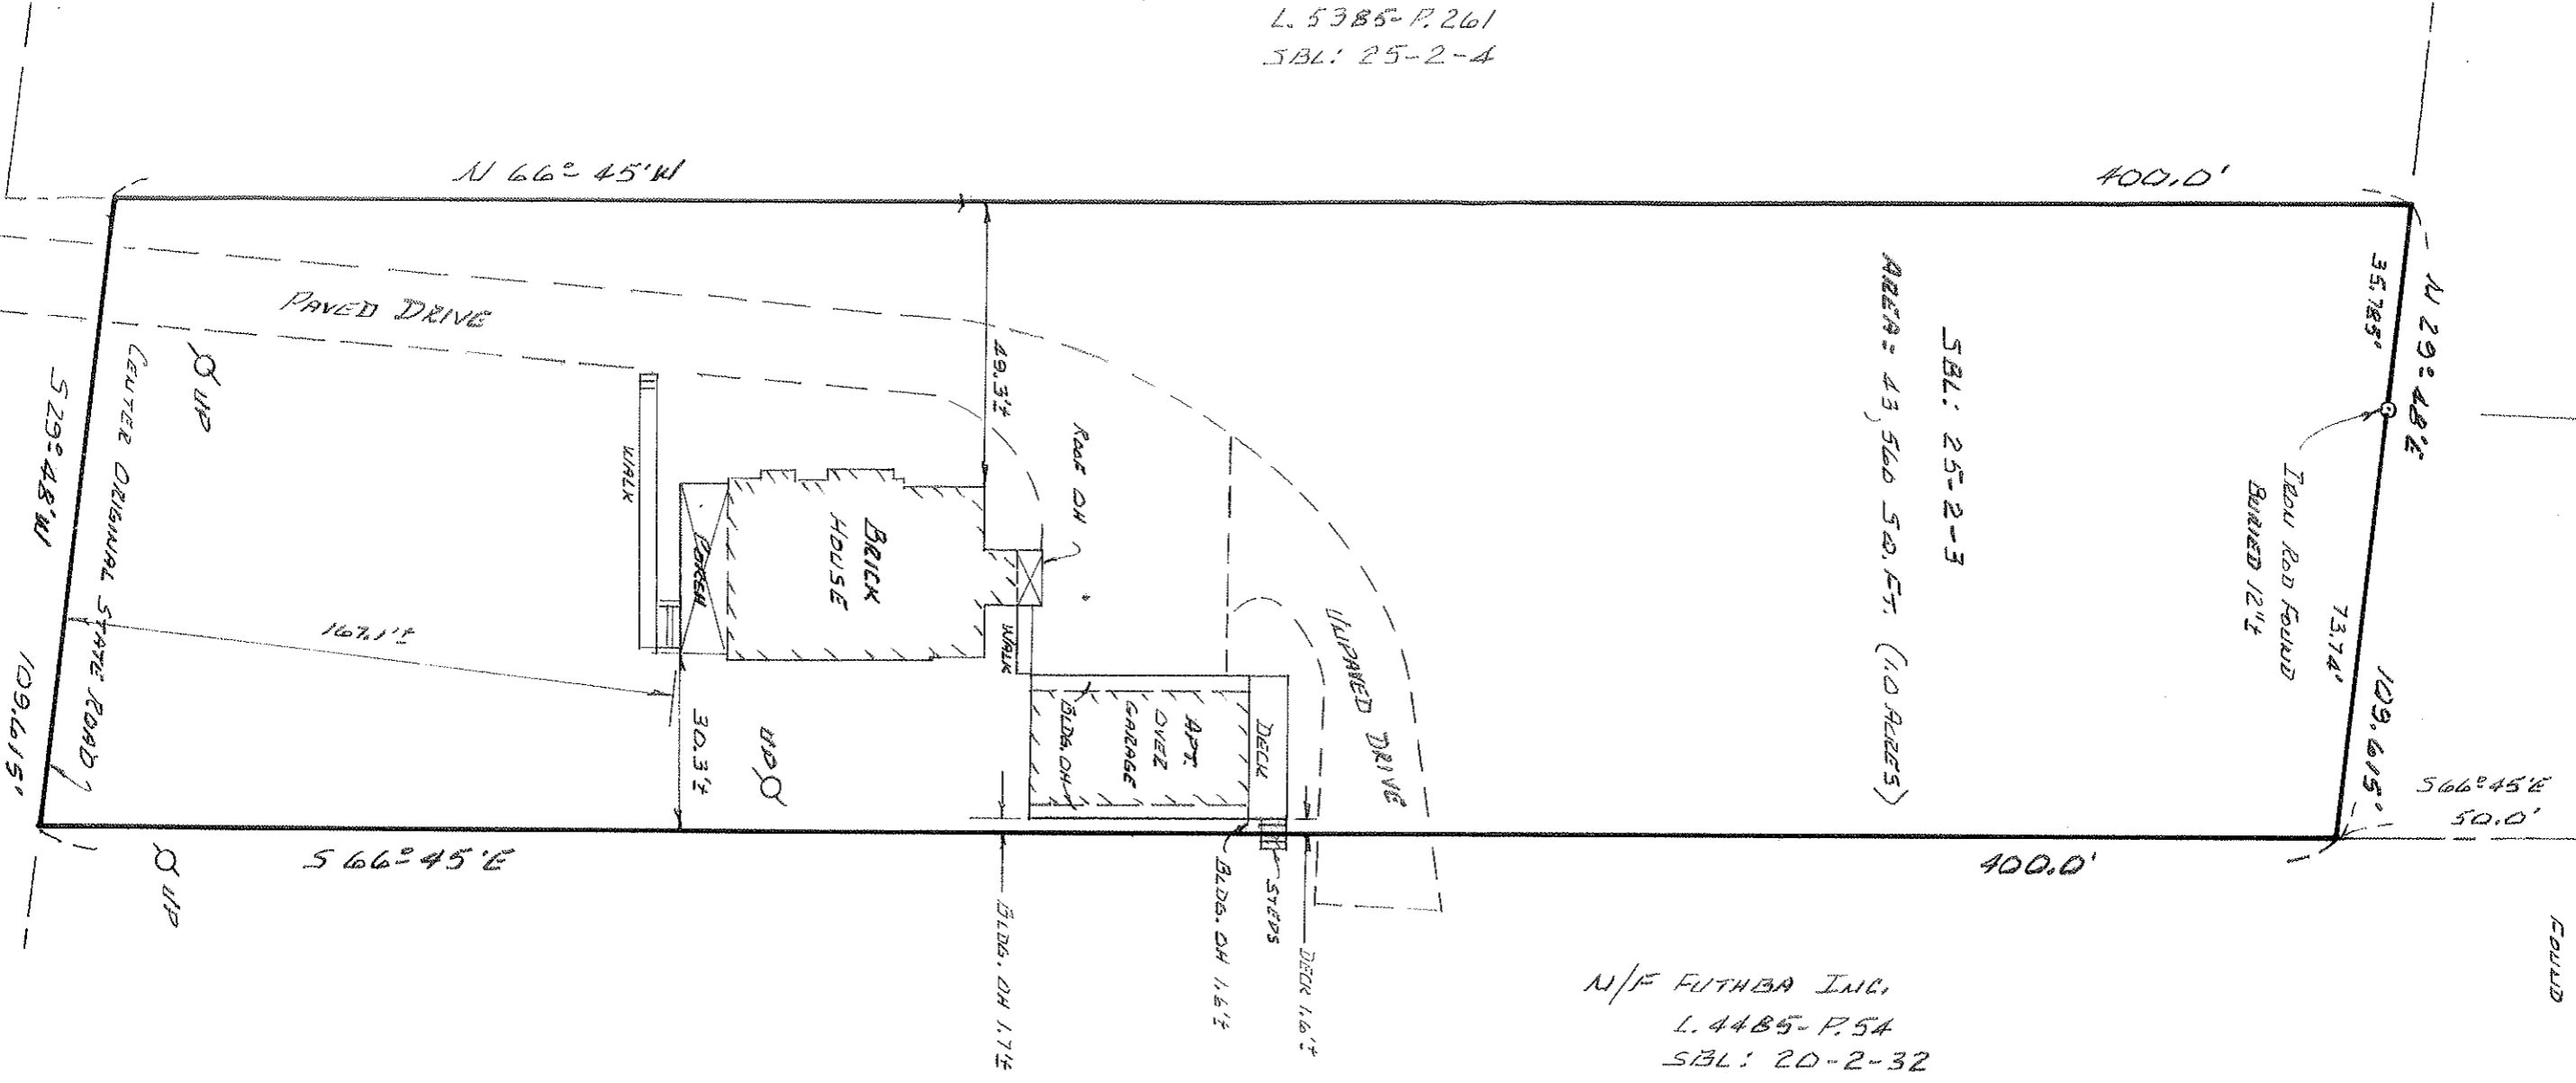 L. 5385-P. 261
SBL: 25-2-4
N 66° 45' W
400.0'
N 29° 48' E
35.785'
73.74'
109.615'
IRON ROD FOUND
BURIED 12"±
S 66° 45' E
50.0'
SBL: 25-2-3
AREA= 43,560 SQ. FT. (1.0 ACRES)
PAVED DRIVE
UP
CENTER ORIGINAL STATE ROAD
S 29° 48' W
109.615'
167.1'±
WALK
PORCH
BRICK
HOUSE
49.3'±
ROOF OH
WALK
30.3'±
UP
APT.
OVER
GARAGE
BLDG. OH
DECK
UNPAVED DRIVE
S 66° 45' E
400.0'
UP
BLDG. OH 1.7'±
BLDG. OH 1.6'±
STEPS
DECK 1.6'±
N/F FUTHBA INC.
L. 4485-P. 54
SBL: 20-2-32
FOUND